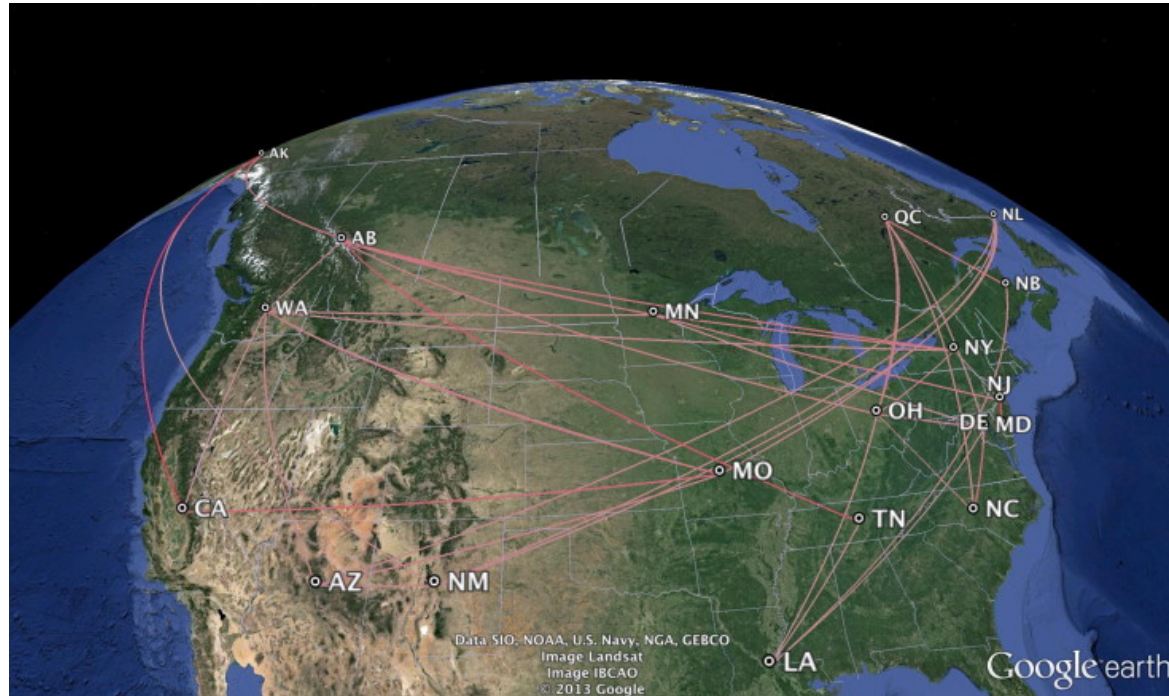 AK
QC
NL
AB
NB
WA
MN
NY
NJ
OH
DE MD
MO
CA
TN
NC
AZ
NM
Data SIO, NOAA, U.S. Navy, NGA, GEBCO
Image Landsat
Image IBCAO
© 2013 Google
LA
Google earth